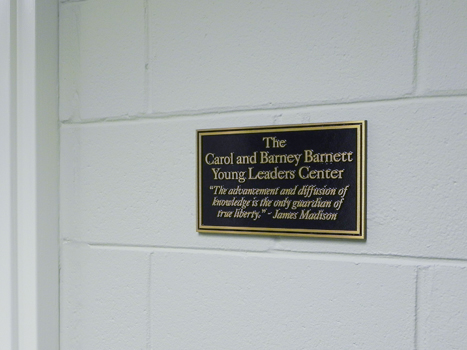 The
Carol and Barney Barnett
Young Leaders Center
"The advancement and diffusion of
knowledge is the only guardian of
true liberty." - James Madison